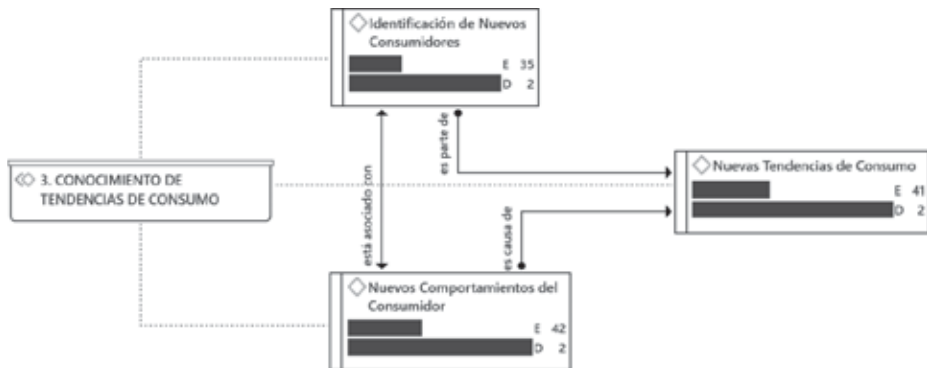 Identificación de Nuevos
Consumidores
E 35
D 2
es parte de
está asociado con
3. CONOCIMIENTO DE
TENDENCIAS DE CONSUMO
Nuevas Tendencias de Consumo
E 41
D 2
es causa de
Nuevos Comportamientos del
Consumidor
E 42
D 2